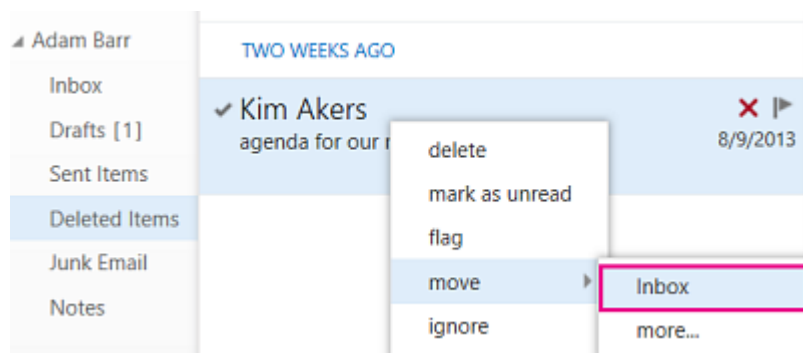 Adam Barr
Inbox
Drafts [1]
Sent Items
Deleted Items
Junk Email
Notes
TWO WEEKS AGO
Kim Akers
agenda for our
8/9/2013
delete
mark as unread
flag
move
ignore
Inbox
more...